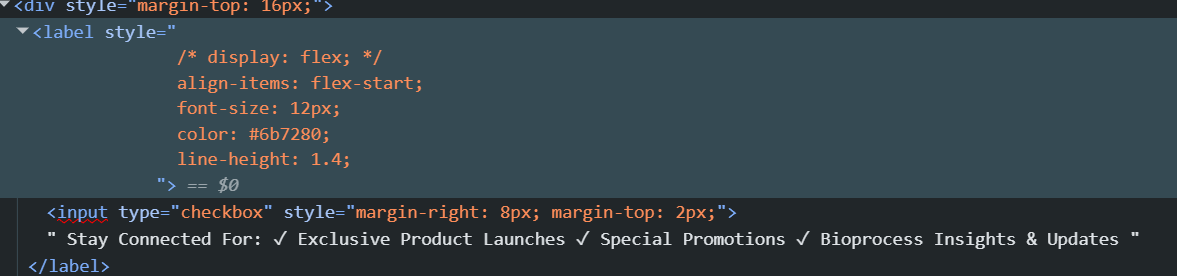 <div style="margin-top: 16px;">
<label style="
/* display: flex; */
align-items: flex-start;
font-size: 12px;
color: #6b7280;
line-height: 1.4;
"> == $0
<input type="checkbox" style="margin-right: 8px; margin-top: 2px;">
" Stay Connected For: ✓ Exclusive Product Launches ✓ Special Promotions ✓ Bioprocess Insights & Updates "
</label>